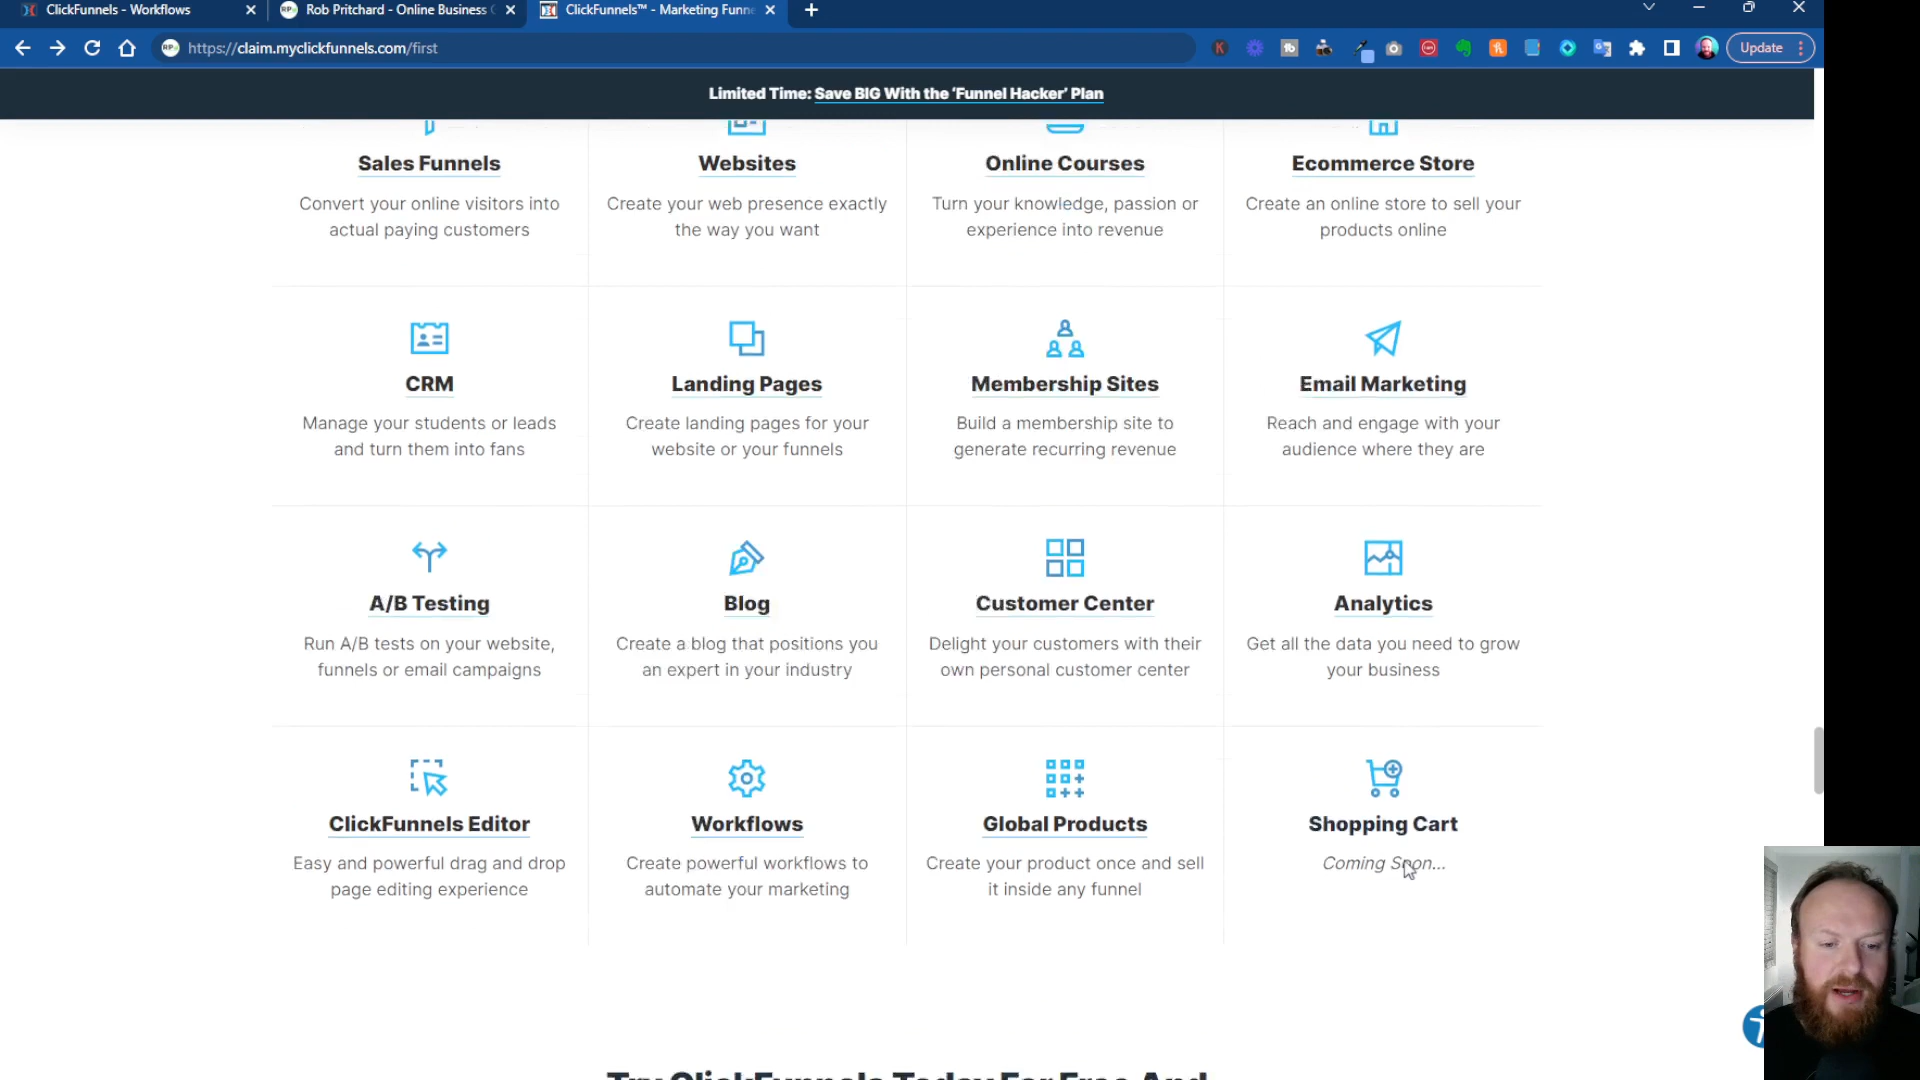 ClickFunnels - Workflows
Rob Pritchard - Online Business
ClickFunnels™ - Marketing Funn
https://claim.myclickfunnels.com/first
Update
Limited Time: Save BIG With the 'Funnel Hacker' Plan
Sales Funnels
Convert your online visitors into
actual paying customers
Websites
Create your web presence exactly
the way you want
Online Courses
Turn your knowledge, passion or
experience into revenue
Ecommerce Store
Create an online store to sell your
products online
CRM
Manage your students or leads
and turn them into fans
Landing Pages
Create landing pages for your
website or your funnels
Membership Sites
Build a membership site to
generate recurring revenue
Email Marketing
Reach and engage with your
audience where they are
A/B Testing
Run A/B tests on your website,
funnels or email campaigns
Blog
Create a blog that positions you
an expert in your industry
Customer Center
Delight your customers with their
own personal customer center
Analytics
Get all the data you need to grow
your business
ClickFunnels Editor
Easy and powerful drag and drop
page editing experience
Workflows
Create powerful workflows to
automate your marketing
Global Products
Create your product once and sell
it inside any funnel
Shopping Cart
Coming Soon...
Try ClickFunnels Today For Free And